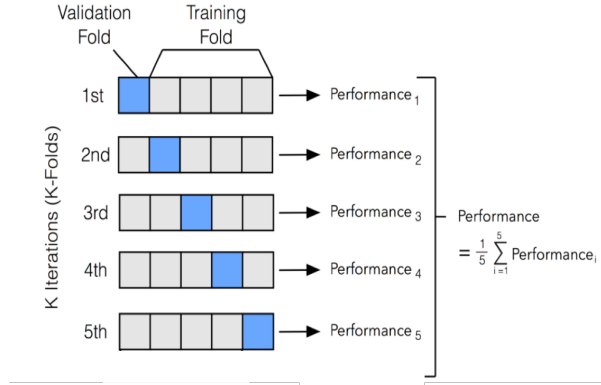 Validation
Fold
Training
Fold
K Iterations (K-Folds)
1st
Performance 1
2nd
Performance 2
3rd
Performance 3
4th
Performance 4
5th
Performance 5
Performance
= 1/5 5∑i=1 Performancei